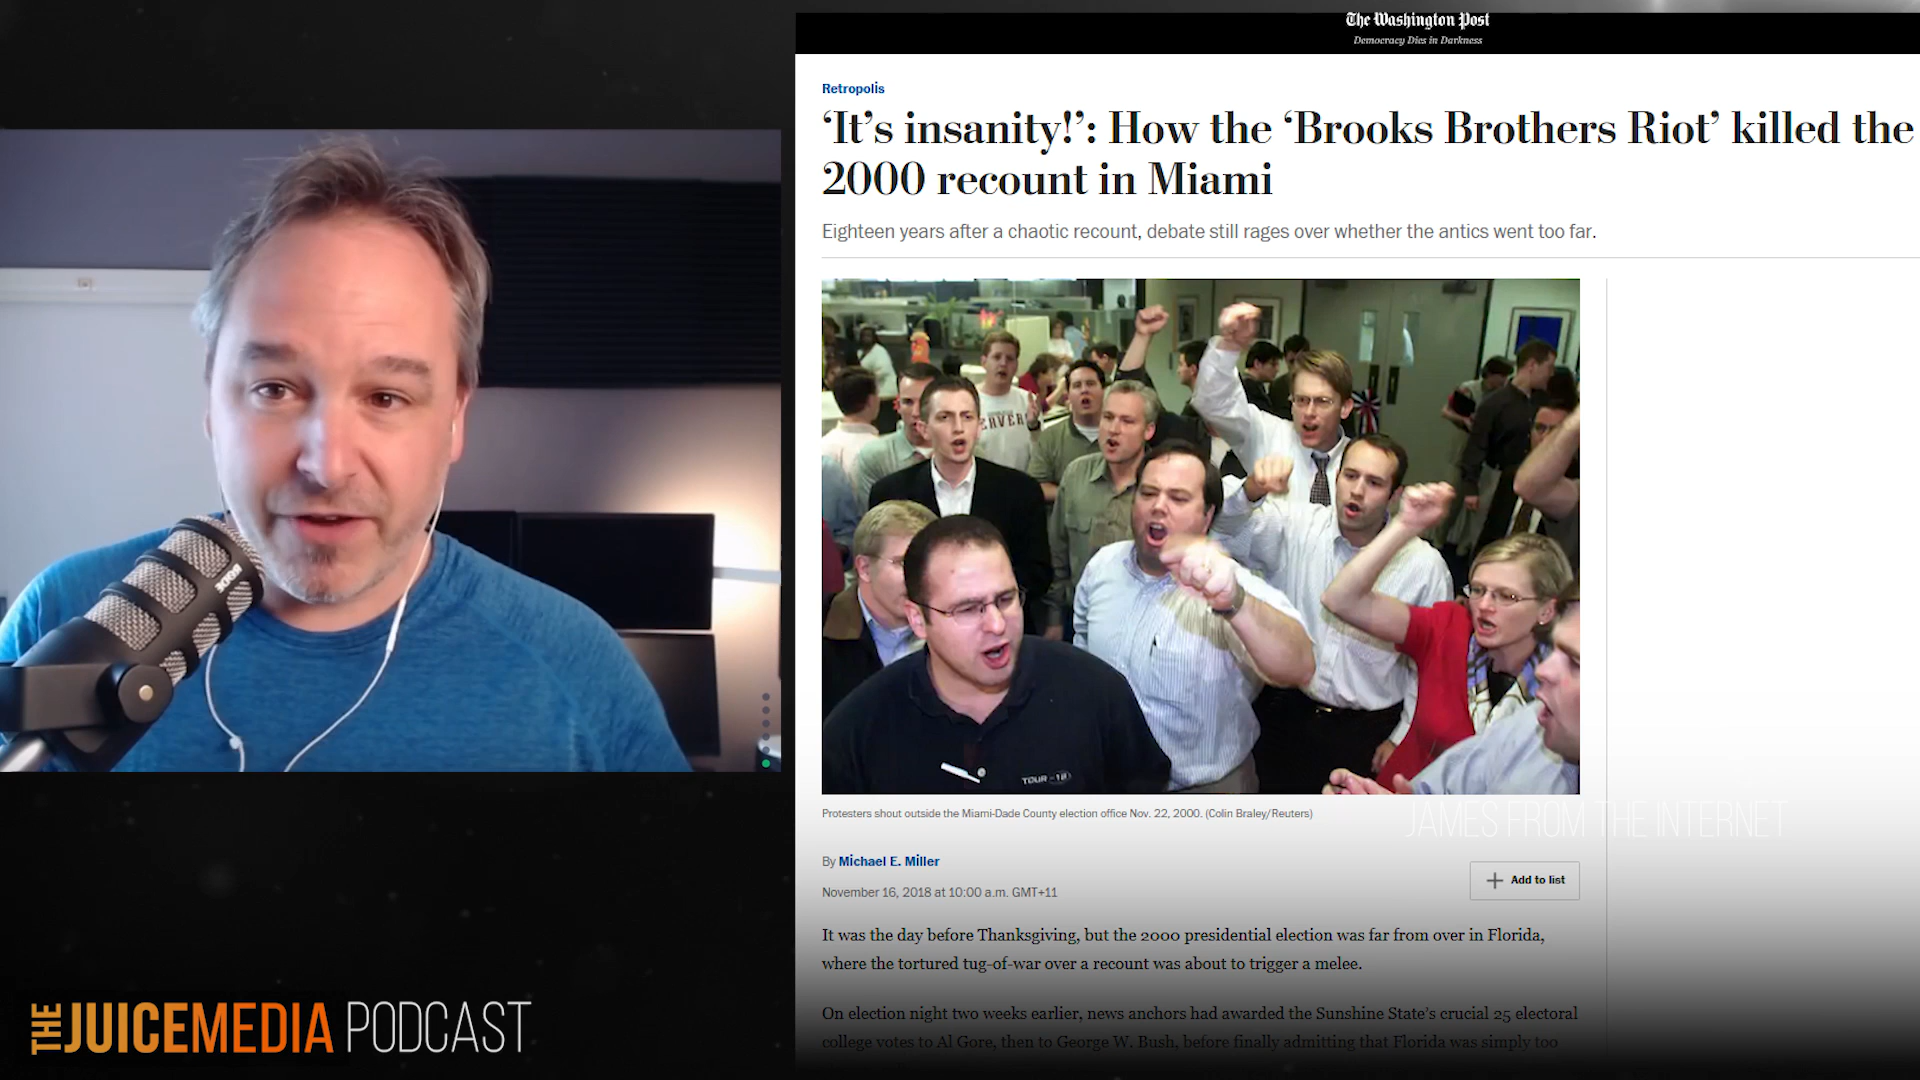 The Washington Post
Democracy Dies in Darkness
Retropolis
‘It’s insanity!’: How the ‘Brooks Brothers Riot’ killed the
2000 recount in Miami
Eighteen years after a chaotic recount, debate still rages over whether the antics went too far.
ERVER
TOUR - 18
RODE
Protesters shout outside the Miami-Dade County election office Nov. 22, 2000. (Colin Braley/Reuters)
JAMES FROM THE INTERNET
By Michael E. Miller
Add to list
November 16, 2018 at 10:00 a.m. GMT+11
It was the day before Thanksgiving, but the 2000 presidential election was far from over in Florida,
where the tortured tug-of-war over a recount was about to trigger a melee.
On election night two weeks earlier, news anchors had awarded the Sunshine State’s crucial 25 electoral
college votes to Al Gore, then to George W. Bush, before finally admitting that Florida was simply too
THE JUICEMEDIA PODCAST